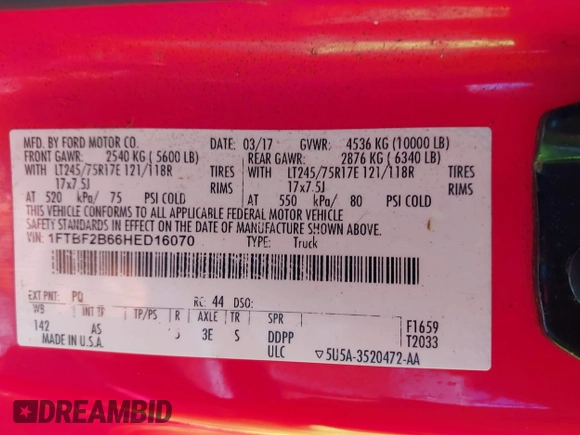 MFD. BY FORD MOTOR CO.
DATE: 03/17 GVWR: 4536 KG (10000 LB)
FRONT GAWR: 2540 KG ( 5600 LB)
REAR GAWR: 2876 KG ( 6340 LB)
WITH LT245/75R17E 121/118R TIRES
WITH LT245/75R17E 121/118R TIRES
17x7.5J RIMS
17x7.5J RIMS
AT 520 kPa/ 75 PSI COLD
AT 550 kPa/ 80 PSI COLD
THIS VEHICLE CONFORMS TO ALL APPLICABLE FEDERAL MOTOR VEHICLE
SAFETY STANDARDS IN EFFECT ON THE DATE OF MANUFACTURE SHOWN ABOVE.
VIN: 1FTBF2B66HED16070 TYPE: Truck
EXT PNT: PQ RC: 44 DSO:
WB INT TR TP/PS R AXLE TR SPR
142 AS 3E S DDPP F1659
MADE IN U.S.A. ULC T2033
▽5U5A-3520472-AA
DREAMBID